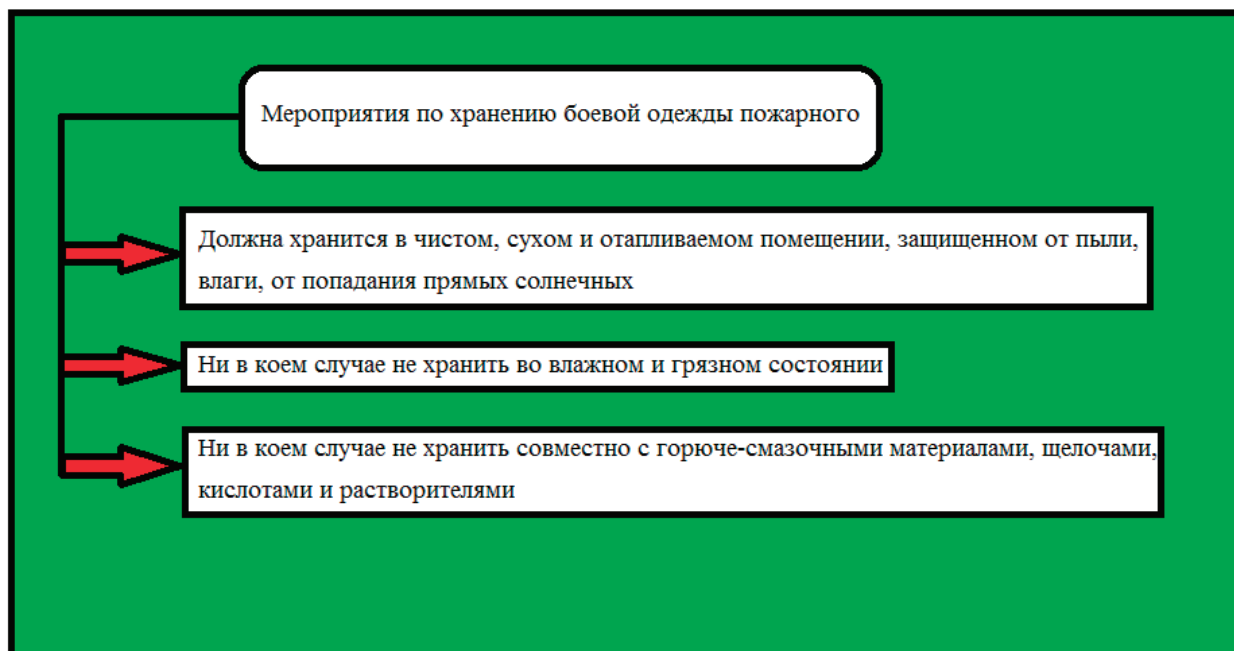 Мероприятия по хранению боевой одежды пожарного
Должна хранится в чистом, сухом и отапливаемом помещении, защищенном от пыли,
влаги, от попадания прямых солнечных
Ни в коем случае не хранить во влажном и грязном состоянии
Ни в коем случае не хранить совместно с горюче-смазочными материалами, щелочами,
кислотами и растворителями